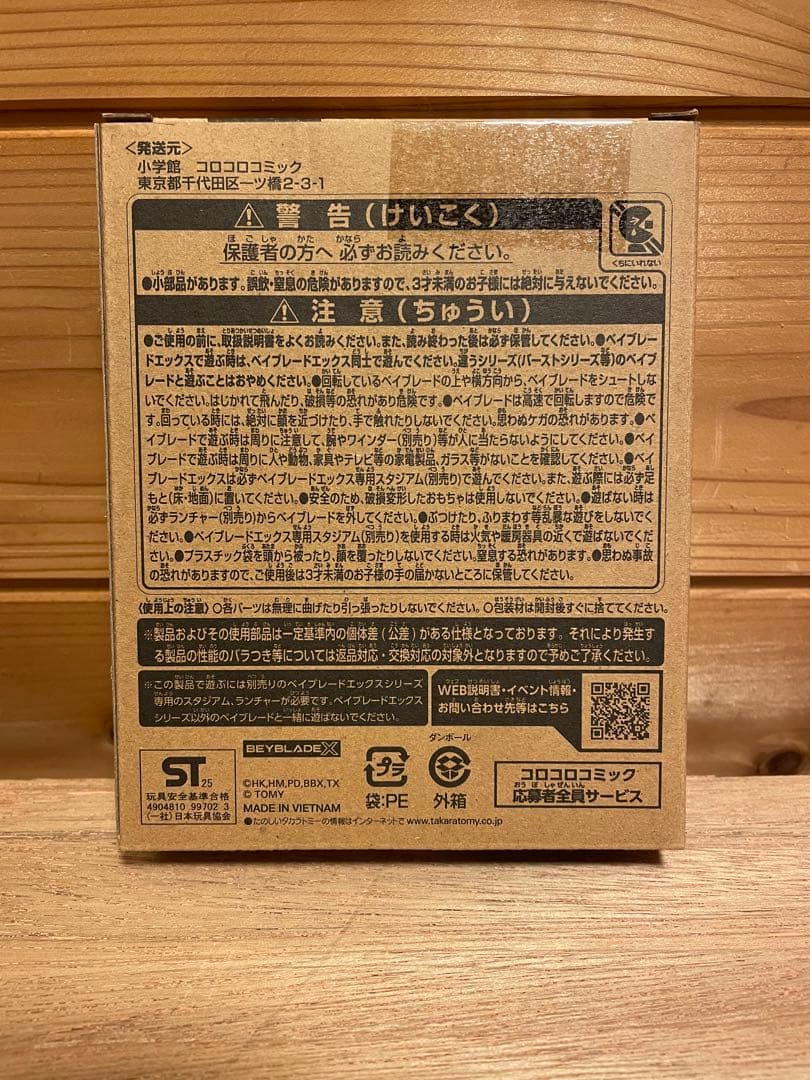 <発送元>
小学館 コロコロコミック
東京都千代田区一ツ橋2-3-1
警告(けいこく)
保護者の方へ 必ずお読みください。
くちにいれない
●小部品があります。誤飲・窒息の危険がありますので、3才未満のお子様には絶対に与えないでください。
注意(ちゅうい)
●ご使用の前に、取扱説明書をよくお読みください。また、読み終わった後は必ず保管してください。●ベイブレー
ドエックスで遊ぶ時は、ベイブレードエックス同士で遊んでください。違うシリーズ(バーストシリーズ等)のベイブ
レードと遊ぶことはおやめください。●回転しているベイブレードの上や横方向から、ベイブレードをシュートしな
いでください。はじかれて飛んだり、破損等の恐れがあり危険です。●ベイブレードは高速で回転しますので危険で
す。回っている時には、絶対に顔を近づけたり、手で触れたりしないでください。思わぬケガの恐れがあります。●ベ
イブレードで遊ぶ時は周りに注意して、腕やワインダー(別売り)等が人に当たらないようにしてください。●ベイ
ブレードで遊ぶ時は周りに人や動物、家具やテレビ等の家電製品、ガラス等がないことを確認してください。●ベイ
ブレードエックスは必ずベイブレードエックス専用スタジアム(別売り)で遊んでください。また、遊ぶ際には必ず足
もと(床・地面)に置いてください。●安全のため、破損変形したおもちゃは使用しないでください。●遊ばない時は
必ずランチャー(別売り)からベイブレードを外してください。●ぶつけたり、ふりまわす等乱暴な遊びをしないでくだ
さい。●ベイブレードエックス専用スタジアム(別売り)を使用する時は火気や暖房器具の近くで遊ばないでくださ
い。●プラスチック袋を頭から被ったり、顔を覆ったりしないでください。窒息する恐れがあります。●思わぬ事故
の恐れがありますので、ご使用後は3才未満のお子様の手の届かないところに保管してください。
〈使用上の注意〉○各パーツは無理に曲げたり引っ張ったりしないでください。○包装材は開封後すぐに捨ててください。
※製品およびその使用部品は一定基準内の個体差(公差)がある仕様となっております。それにより発生す
る製品の性能のバラつき等については返品対応・交換対応の対象外となりますので予めご了承ください。
※この製品で遊ぶには別売りのベイブレードエックスシリーズ
専用のスタジアム、ランチャーが必要です。ベイブレードエックス
シリーズ以外のベイブレードと一緒に遊ばないでください。
WEB説明書・イベント情報・
お問い合わせ先等はこちら
ST 25
玩具安全基準合格
4904810 99702 3
(一社)日本玩具協会
BEYBLADE X
©HK,HM,PD,BBX,TX
© TOMY
MADE IN VIETNAM
プラ
袋:PE
ダンボール
外箱
コロコロコミック
応募者全員サービス
●たのしいタカラトミーの情報はインターネットで www.takaratomy.co.jp